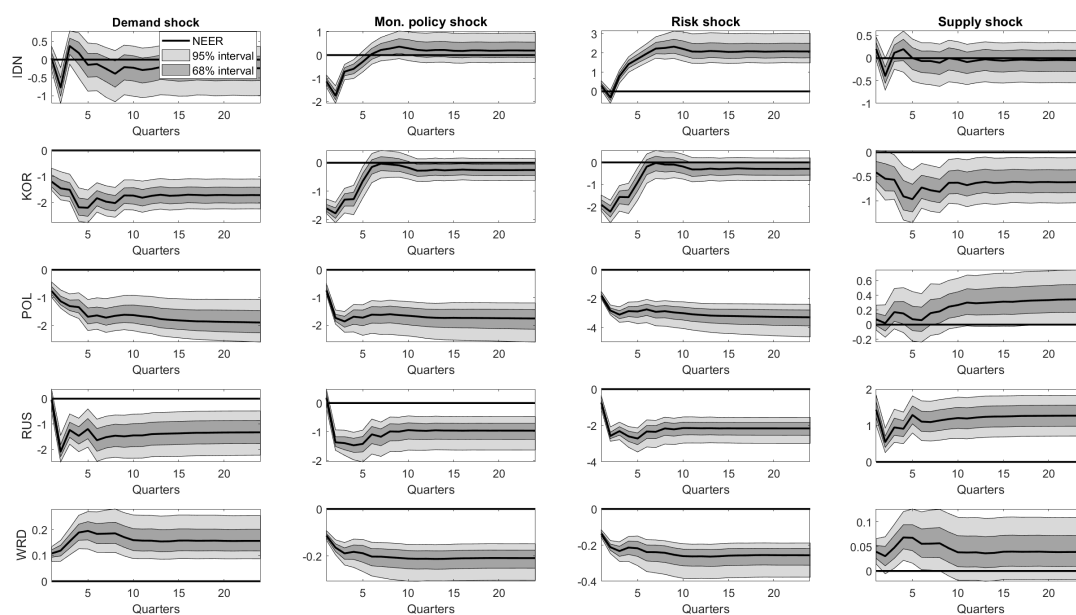 Demand shock
Mon. policy shock
Risk shock
Supply shock
NEER
95% interval
68% interval
IDN
0.5
0
-0.5
-1
5 10 15 20
Quarters
1
0
-1
-2
5 10 15 20
Quarters
3
2
1
0
5 10 15 20
Quarters
0.5
0
-0.5
-1
5 10 15 20
Quarters
KOR
0
-1
-2
5 10 15 20
Quarters
0
-1
-2
5 10 15 20
Quarters
0
-1
-2
5 10 15 20
Quarters
0
-0.5
-1
5 10 15 20
Quarters
POL
0
-1
-2
5 10 15 20
Quarters
0
-1
-2
5 10 15 20
Quarters
0
-2
-4
5 10 15 20
Quarters
0.6
0.4
0.2
0
-0.2
5 10 15 20
Quarters
RUS
0
-1
-2
5 10 15 20
Quarters
0
-1
-2
5 10 15 20
Quarters
0
-2
-4
5 10 15 20
Quarters
2
1
0
5 10 15 20
Quarters
WRD
0.2
0.1
0
5 10 15 20
Quarters
0
-0.2
5 10 15 20
Quarters
0
-0.2
-0.4
5 10 15 20
Quarters
0.1
0.05
0
5 10 15 20
Quarters